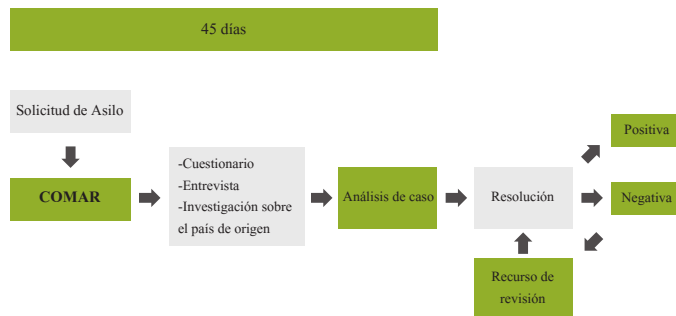 45 días
Solicitud de Asilo
COMAR
-Cuestionario
-Entrevista
-Investigación sobre
el país de origen
Análisis de caso
Resolución
Positiva
Negativa
Recurso de
revisión